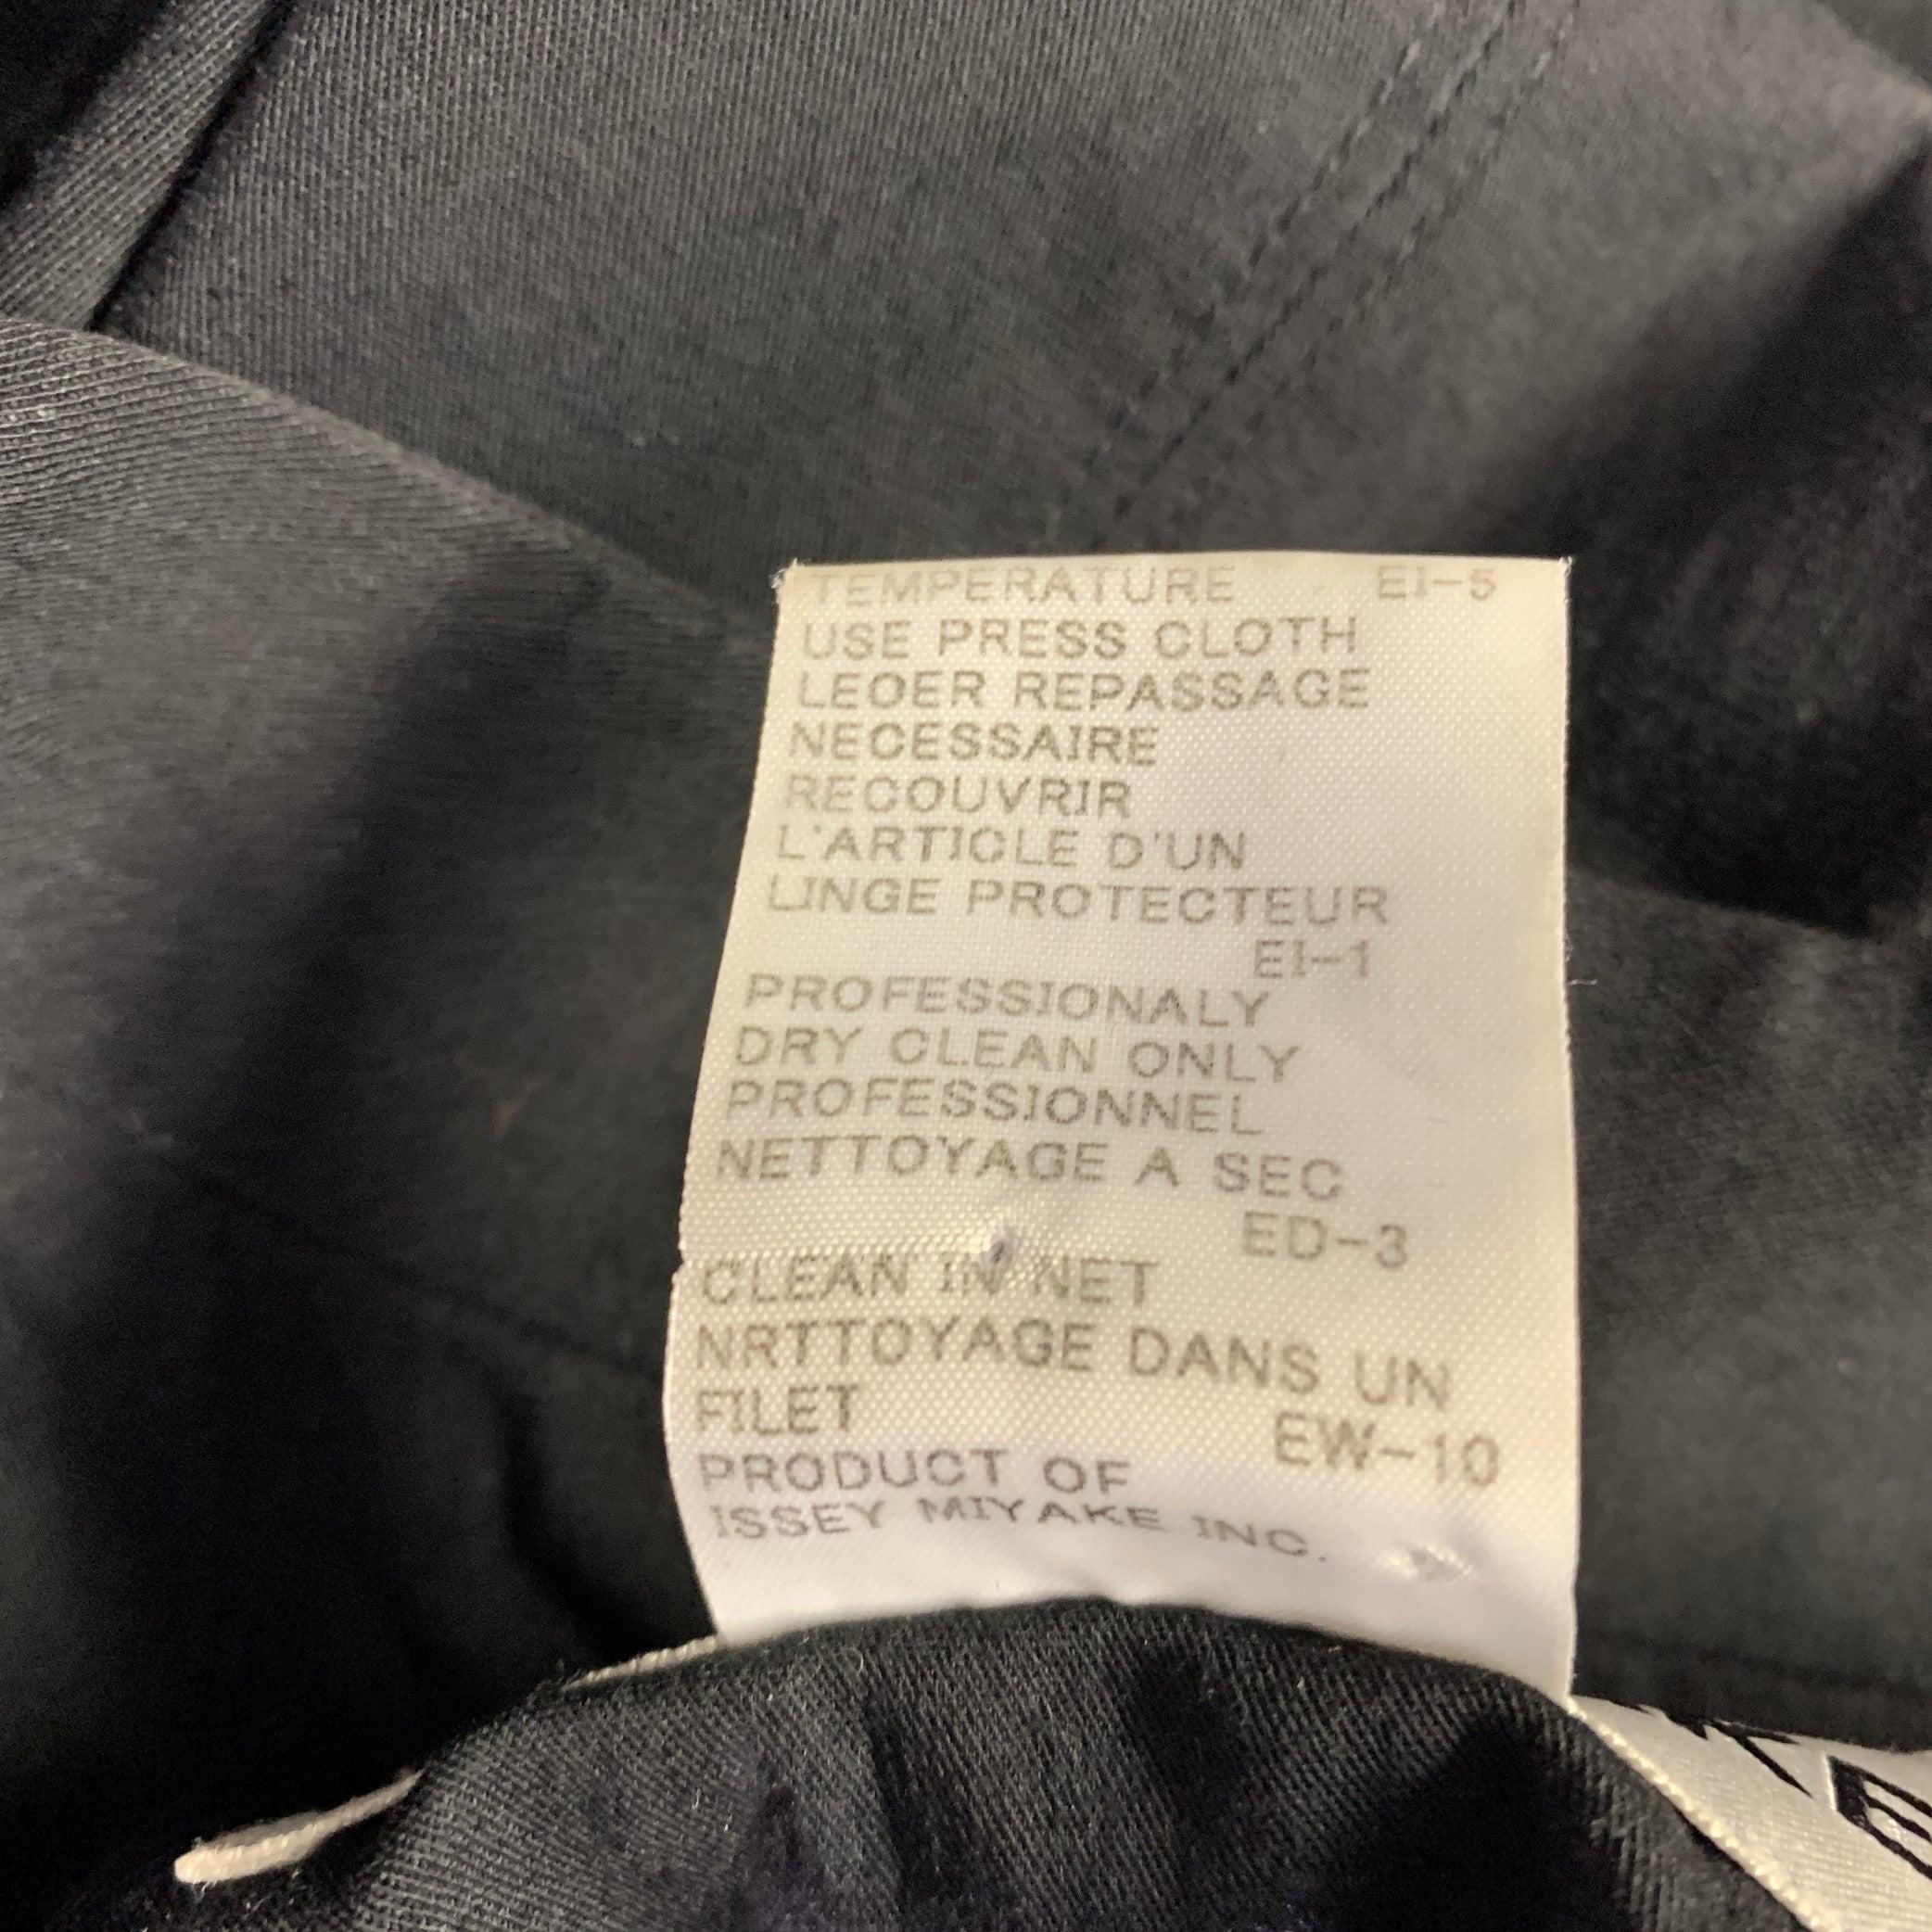 TEMPERATURE EI-5
USE PRESS CLOTH
LEOER REPASSAGE
NECESSAIRE
RECOUVRIR
L'ARTICLE D'UN
LINGE PROTECTEUR
EI-1
PROFESSIONALY
DRY CLEAN ONLY
PROFESSIONNEL
NETTOYAGE A SEC
ED-3
CLEAN IN NET
NRTTOYAGE DANS UN
FILET EW-10
PRODUCT OF
ISSEY MIYAKE INC.